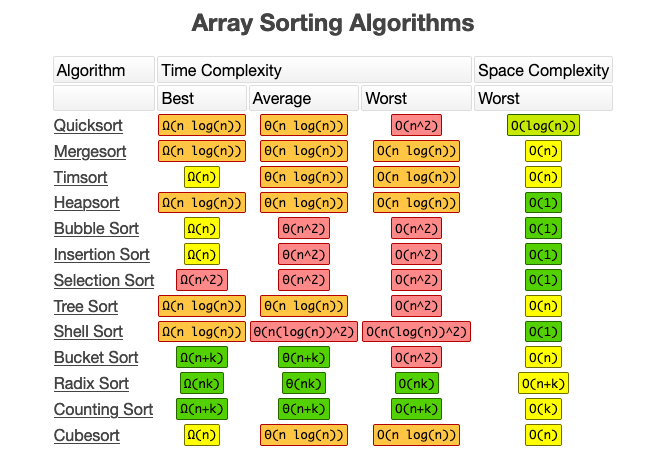 Array Sorting Algorithms
Algorithm Time Complexity Space Complexity
Best Average Worst Worst
Quicksort Ω(n log(n)) θ(n log(n)) O(n^2) O(log(n))
Mergesort Ω(n log(n)) θ(n log(n)) O(n log(n)) O(n)
Timsort Ω(n) θ(n log(n)) O(n log(n)) O(n)
Heapsort Ω(n log(n)) θ(n log(n)) O(n log(n)) O(1)
Bubble Sort Ω(n) θ(n^2) O(n^2) O(1)
Insertion Sort Ω(n) θ(n^2) O(n^2) O(1)
Selection Sort Ω(n^2) θ(n^2) O(n^2) O(1)
Tree Sort Ω(n log(n)) θ(n log(n)) O(n^2) O(n)
Shell Sort Ω(n log(n)) θ(n(log(n))^2) O(n(log(n))^2) O(1)
Bucket Sort Ω(n+k) θ(n+k) O(n^2) O(n)
Radix Sort Ω(nk) θ(nk) O(nk) O(n+k)
Counting Sort Ω(n+k) θ(n+k) O(n+k) O(k)
Cubesort Ω(n) θ(n log(n)) O(n log(n)) O(n)